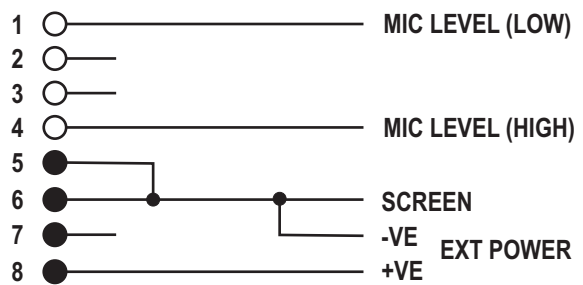 1 MIC LEVEL (LOW)
2
3
4 MIC LEVEL (HIGH)
5
6 SCREEN
7 -VE
EXT POWER
8 +VE